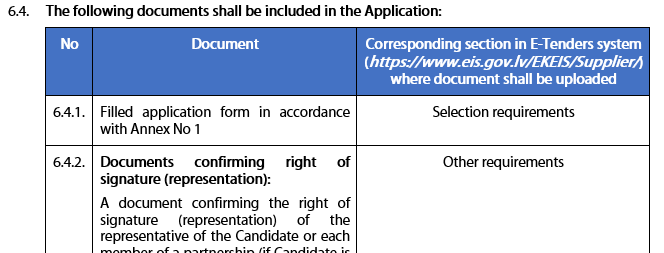 6.4. The following documents shall be included in the Application:
No Document Corresponding section in E-Tenders system
(https://www.eis.gov.lv/EKEIS/Supplier/)
where document shall be uploaded
6.4.1. Filled application form in accordance Selection requirements
with Annex No 1
6.4.2. Documents confirming right of Other requirements
signature (representation):
A document confirming the right of
signature (representation) of the
representative of the Candidate or each
member of a partnership (if Candidate is